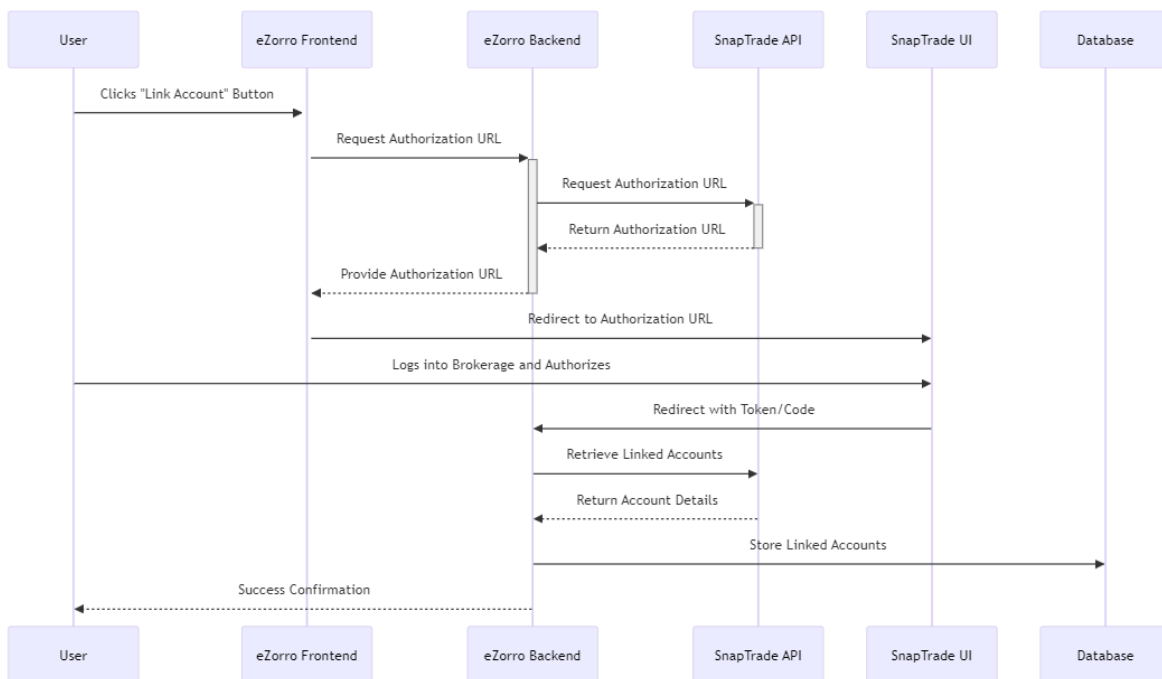 User
eZorro Frontend
eZorro Backend
SnapTrade API
SnapTrade UI
Database
Clicks "Link Account" Button
Request Authorization URL
Request Authorization URL
Return Authorization URL
Provide Authorization URL
Redirect to Authorization URL
Logs into Brokerage and Authorizes
Redirect with Token/Code
Retrieve Linked Accounts
Return Account Details
Store Linked Accounts
Success Confirmation
User
eZorro Frontend
eZorro Backend
SnapTrade API
SnapTrade UI
Database